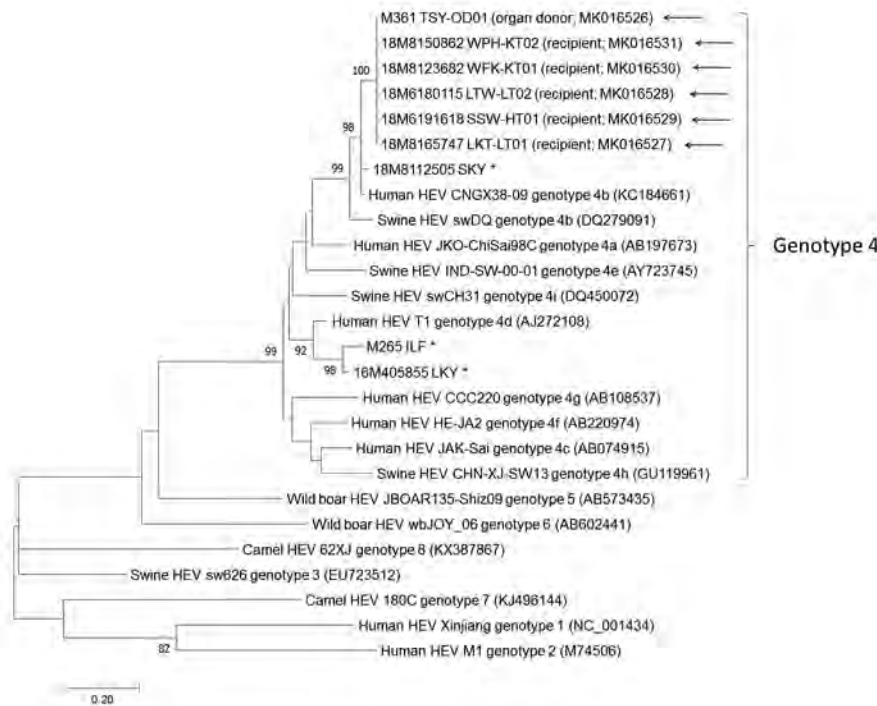 M361 TSY-OD01 (organ donor; MK016526)
18M8150862 WPH-KT02 (recipient; MK016531)
100
18M8123682 WFK-KT01 (recipient; MK016530)
18M6180115 LTW-LT02 (recipient; MK016528)
18M6191618 SSW-HT01 (recipient; MK016529)
98
18M8165747 LKT-LT01 (recipient; MK016527)
99
18M8112505 SKY *
Human HEV CNGX38-09 genotype 4b (KC184661)
Swine HEV swDQ genotype 4b (DQ279091)
Human HEV JKO-ChiSai98C genotype 4a (AB197673)
Genotype 4
Swine HEV IND-SW-00-01 genotype 4e (AY723745)
Swine HEV swCH31 genotype 4i (DQ450072)
Human HEV T1 genotype 4d (AJ272108)
99
92
M265 ILF *
98
16M405855 LKY *
Human HEV CCC220 genotype 4g (AB108537)
Human HEV HE-JA2 genotype 4f (AB220974)
Human HEV JAK-Sai genotype 4c (AB074915)
Swine HEV CHN-XJ-SW13 genotype 4h (GU119961)
Wild boar HEV JBOAR135-Shiz09 genotype 5 (AB573435)
Wild boar HEV wbJOY_06 genotype 6 (AB602441)
Camel HEV 62XJ genotype 8 (KX387867)
Swine HEV sw626 genotype 3 (EU723512)
Camel HEV 180C genotype 7 (KJ496144)
Human HEV Xinjiang genotype 1 (NC_001434)
82
Human HEV M1 genotype 2 (M74506)
0.20